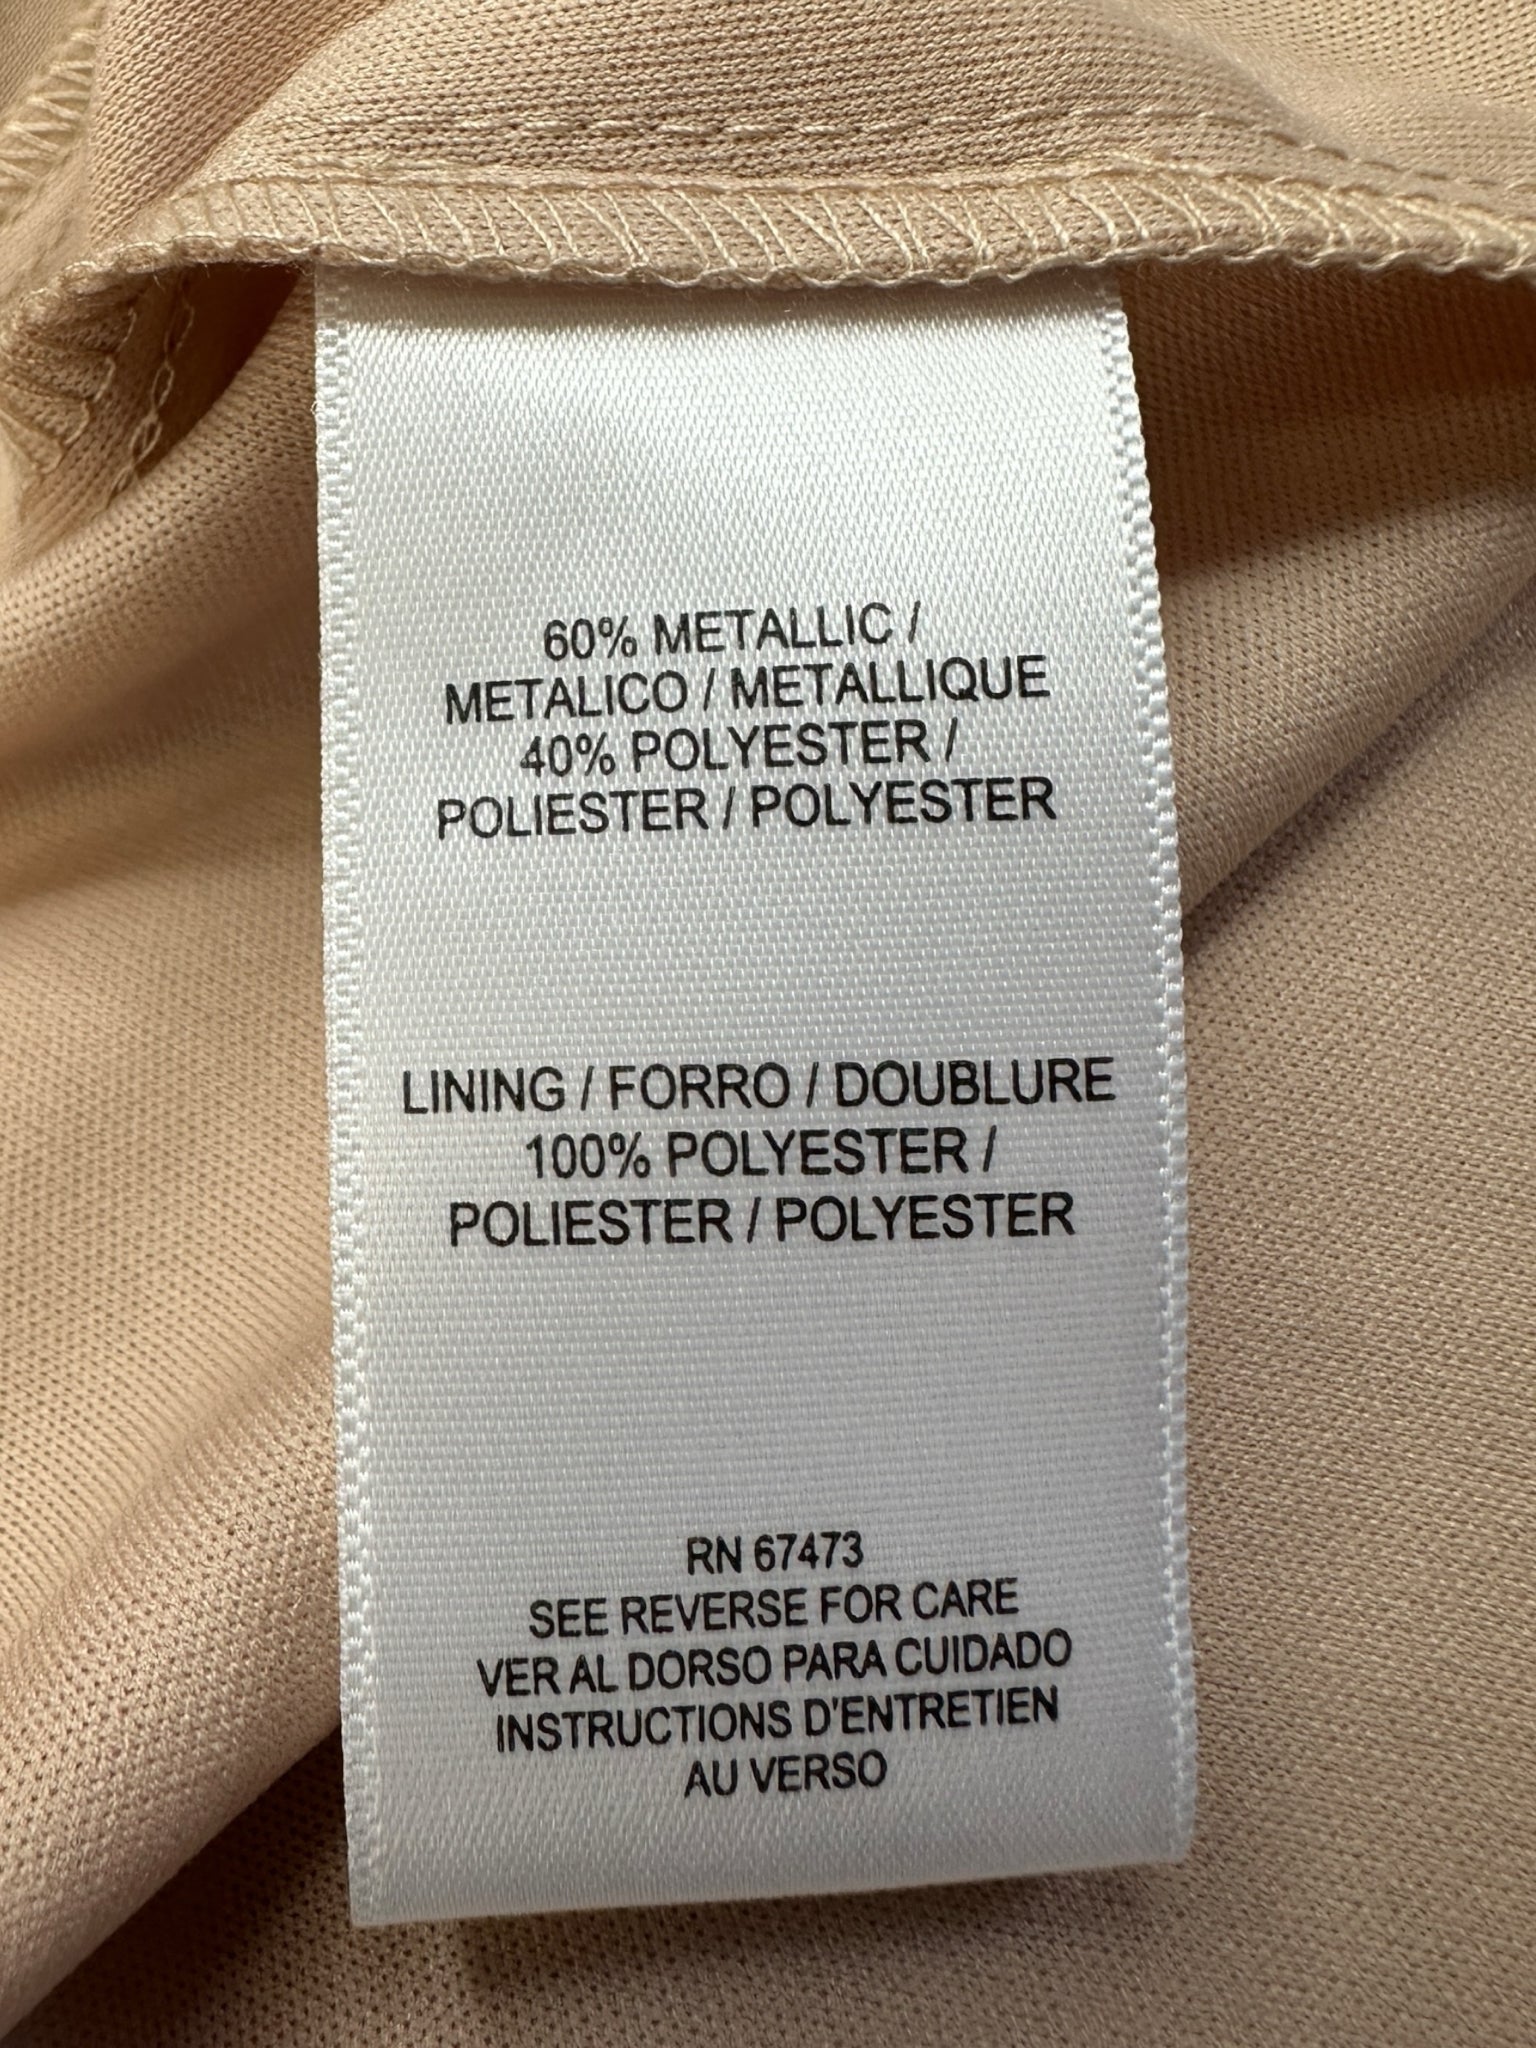 60% METALLIC /
METALICO / METALLIQUE
40% POLYESTER /
POLIESTER / POLYESTER
LINING / FORRO / DOUBLURE
100% POLYESTER /
POLIESTER / POLYESTER
RN 67473
SEE REVERSE FOR CARE
VER AL DORSO PARA CUIDADO
INSTRUCTIONS D'ENTRETIEN
AU VERSO